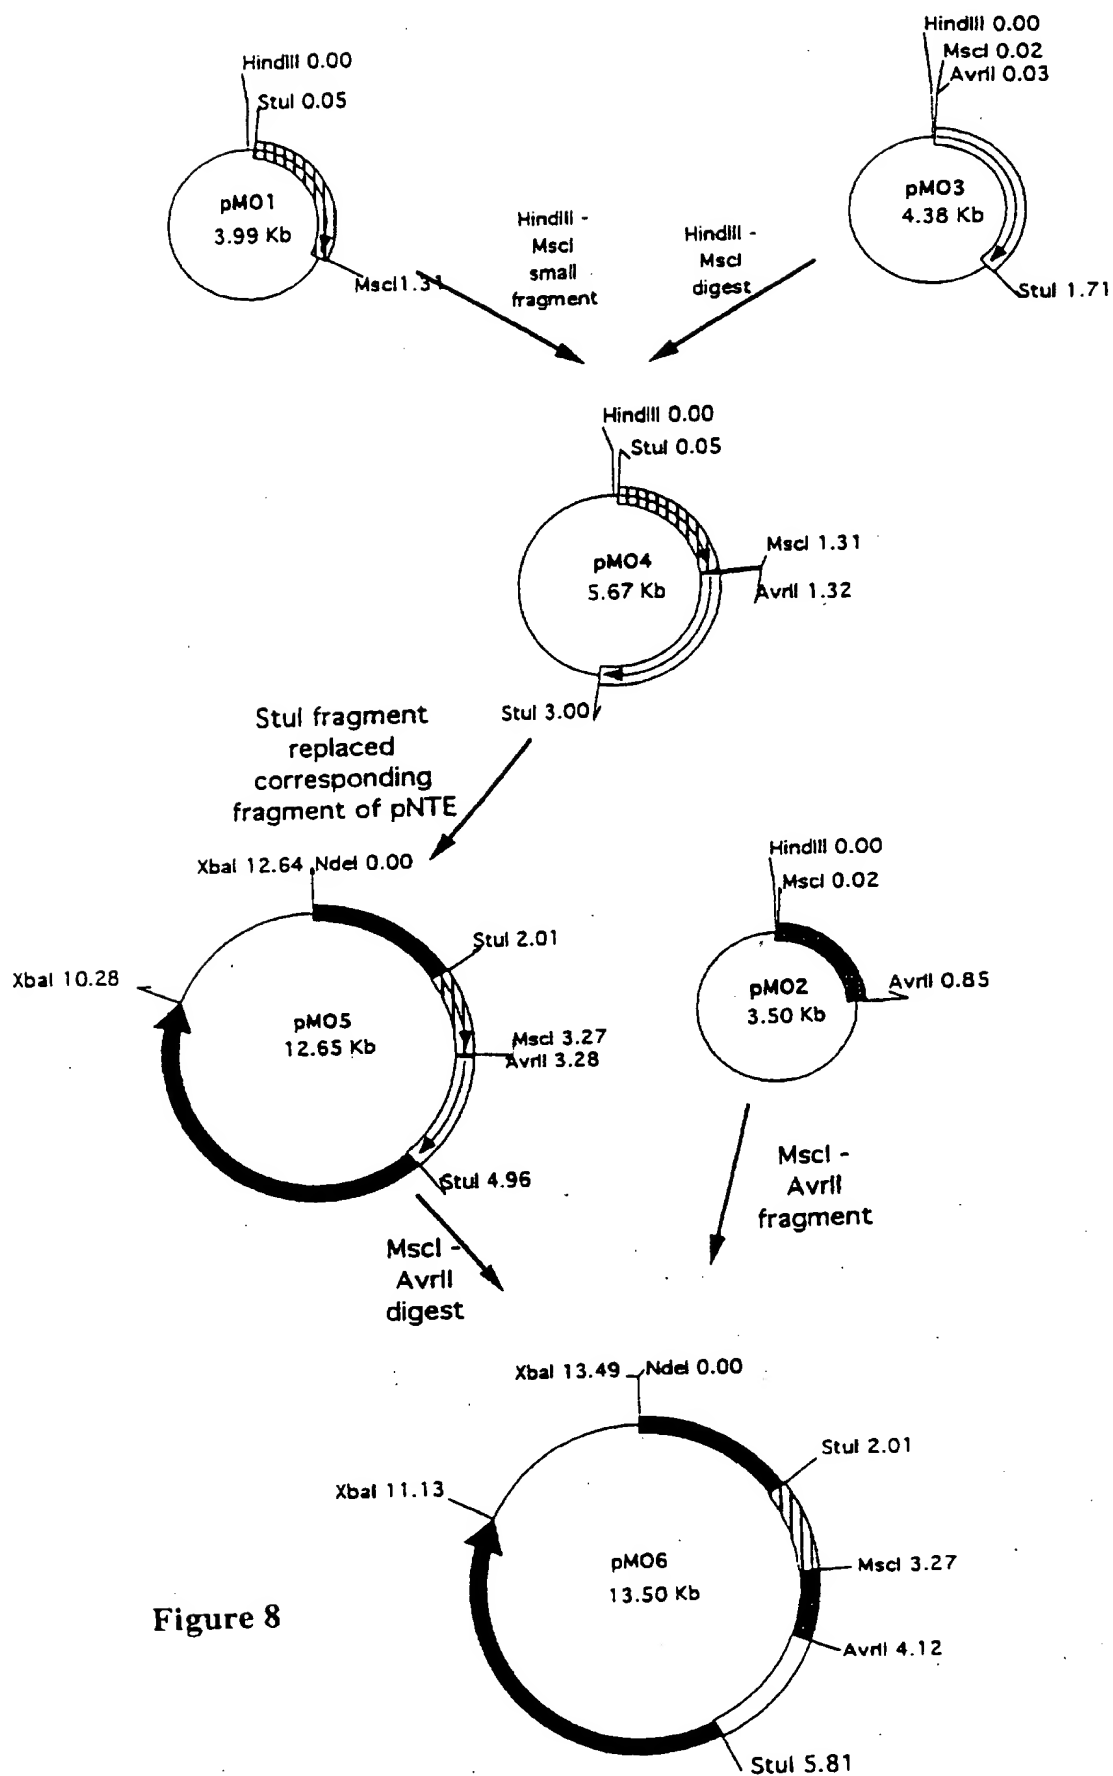 HindIII 0.00
StuI 0.05
pMO1
3.99 Kb
MscI 1.31
HindIII 0.00
MscI 0.02
AvrII 0.03
pMO3
4.38 Kb
StuI 1.71
HindIII -
MscI
small
fragment
HindIII -
MscI
digest
HindIII 0.00
StuI 0.05
pMO4
5.67 Kb
MscI 1.31
AvrII 1.32
StuI 3.00
StuI fragment
replaced
corresponding
fragment of pNTE
XbaI 12.64
NdeI 0.00
StuI 2.01
XbaI 10.28
pMO5
12.65 Kb
MscI 3.27
AvrII 3.28
StuI 4.96
HindIII 0.00
MscI 0.02
pMO2
3.50 Kb
AvrII 0.85
MscI -
AvrII
digest
MscI -
AvrII
fragment
XbaI 13.49
NdeI 0.00
StuI 2.01
XbaI 11.13
pMO6
13.50 Kb
MscI 3.27
AvrII 4.12
StuI 5.81
Figure 8